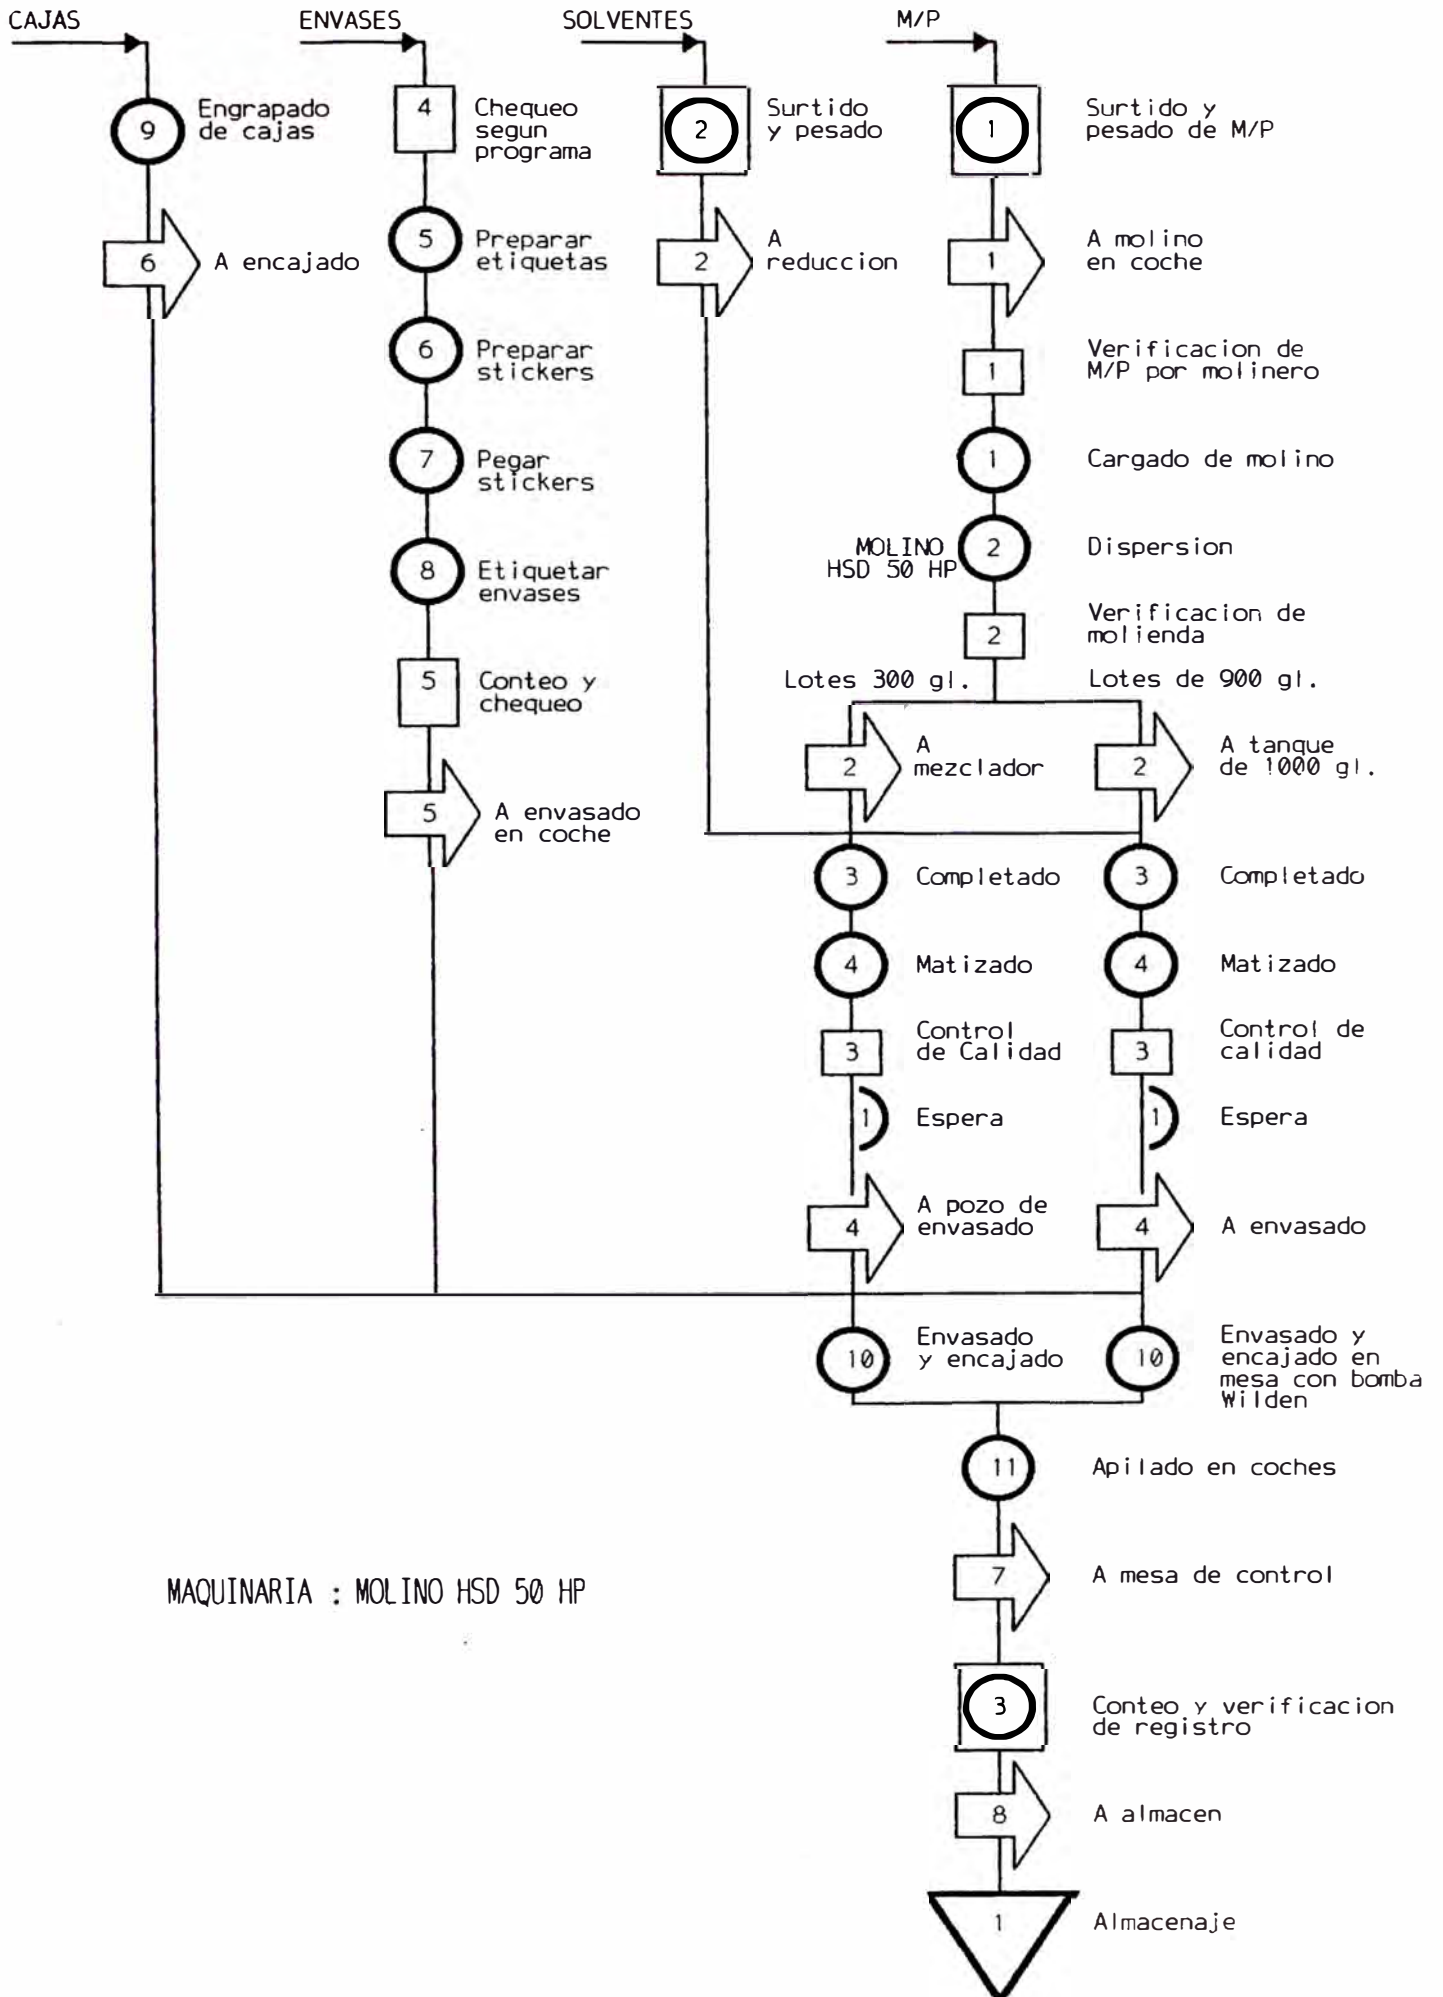 CAJAS
9
Engrapado
de cajas
6
A encajado
ENVASES
4
Chequeo
segun
programa
5
Preparar
etiquetas
6
Preparar
stickers
7
Pegar
stickers
8
Etiquetar
envases
5
Conteo y
chequeo
5
A envasado
en coche
SOLVENTES
2
Surtido
y pesado
2
A
reduccion
M/P
1
Surtido y
pesado de M/P
1
A molino
en coche
1
Verificacion de
M/P por molinero
1
Cargado de molino
MOLINO
HSD 50 HP
2
Dispersion
2
Verificacion de
molienda
Lotes 300 gl.
2
A
mezclador
3
Completado
4
Matizado
3
Control
de Calidad
1
Espera
4
A pozo de
envasado
10
Envasado
y encajado
Lotes de 900 gl.
2
A tanque
de 1000 gl.
3
Completado
4
Matizado
3
Control de
calidad
1
Espera
4
A envasado
10
Envasado y
encajado en
mesa con bomba
Wilden
11
Apilado en coches
7
A mesa de control
3
Conteo y verificacion
de registro
8
A almacen
1
Almacenaje
MAQUINARIA : MOLINO HSD 50 HP